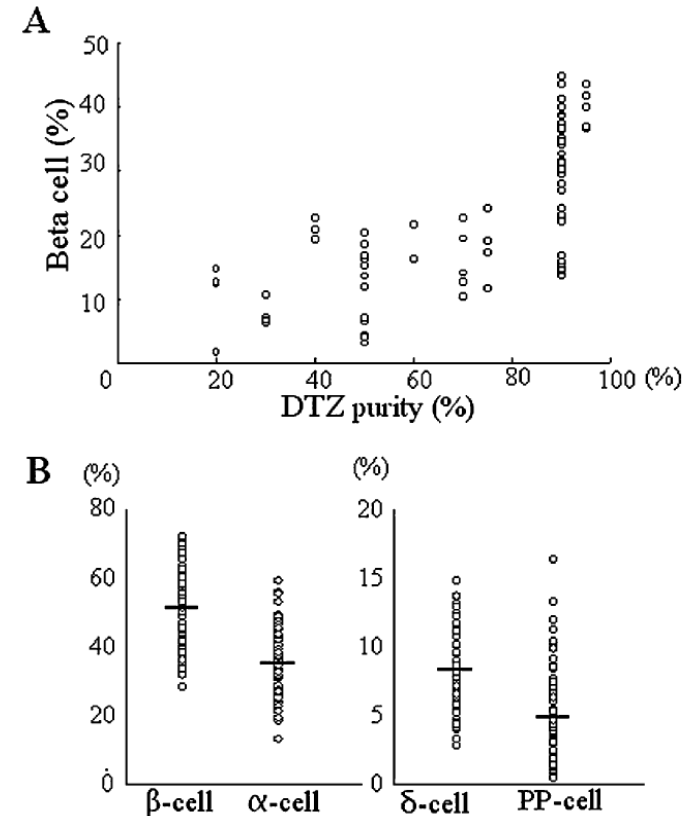 A
50
40
30
20
10
Beta cell (%)
0 20 40 60 80 100 (%)
DTZ purity (%)
B
(%) (%)
80 20
60 15
40 10
20 5
0 0
β-cell α-cell δ-cell PP-cell